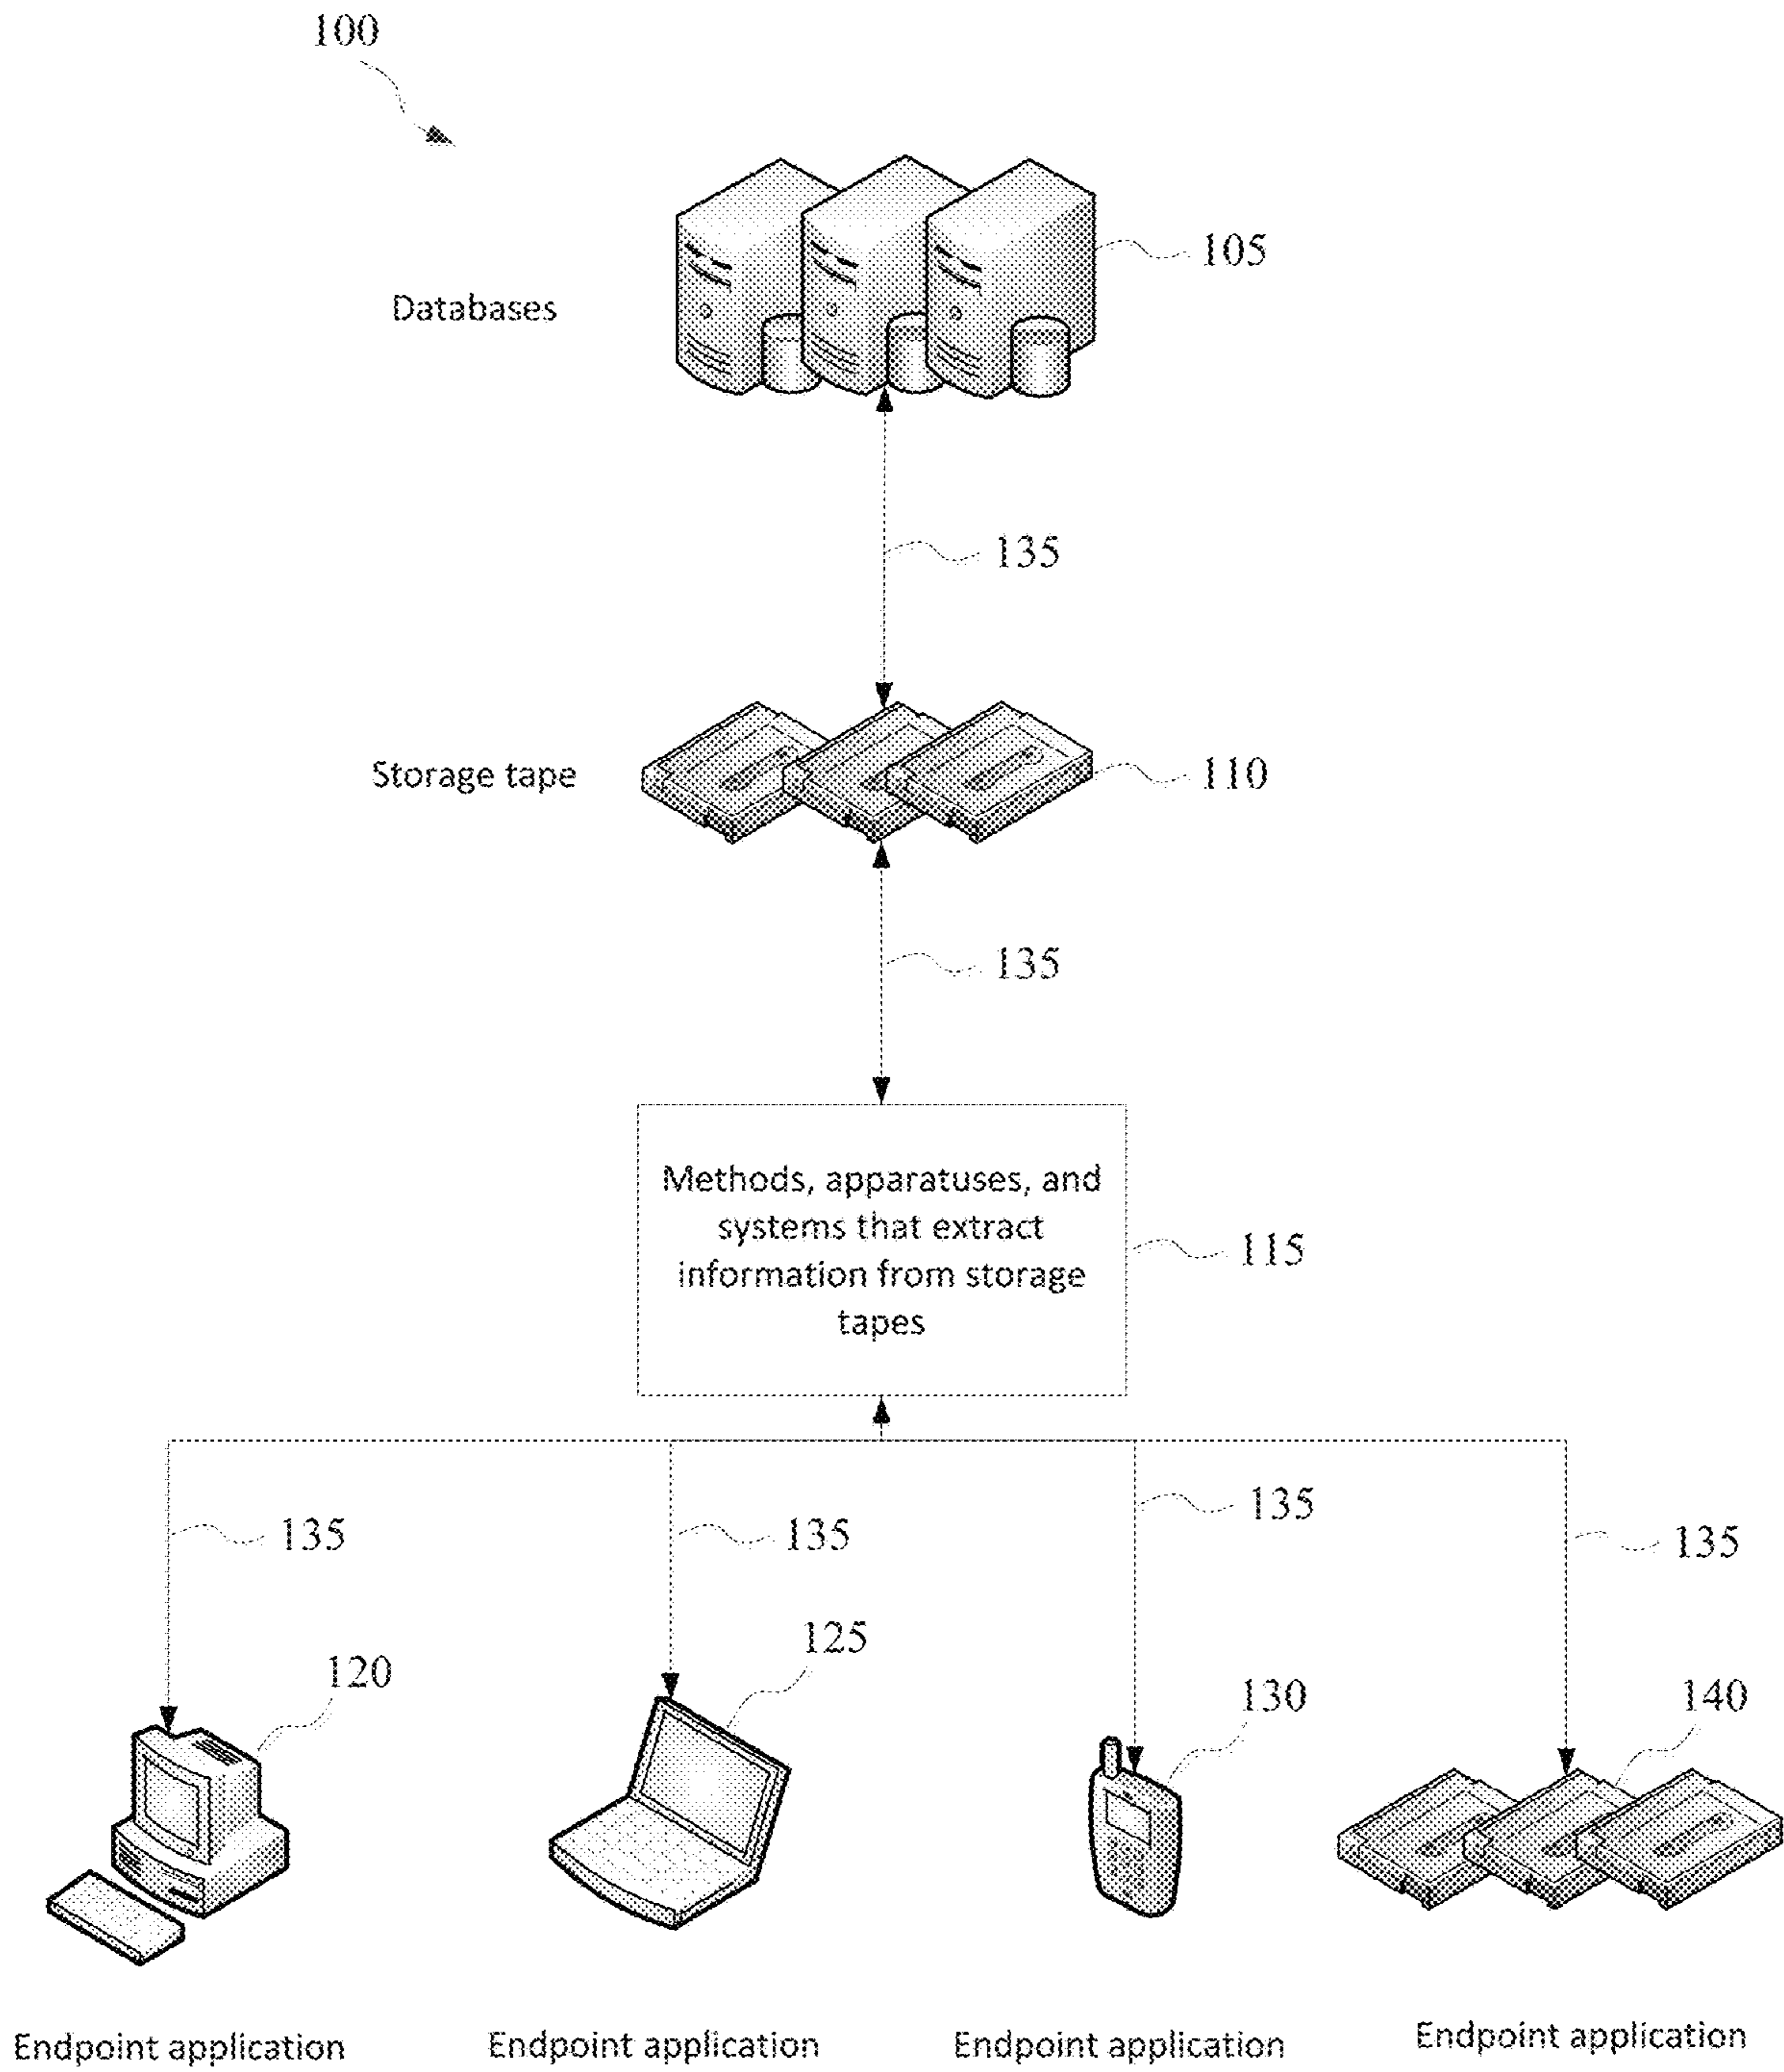 100
105
Databases
135
Storage tape
110
135
Methods, apparatuses, and
systems that extract
information from storage
tapes
115
135
135
135
135
120
125
130
140
Endpoint application
Endpoint application
Endpoint application
Endpoint application